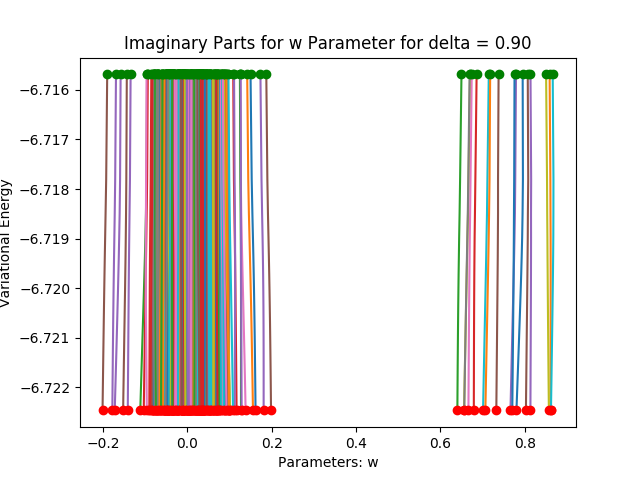 Imaginary Parts for w Parameter for delta = 0.90
Variational Energy
−6.716
−6.717
−6.718
−6.719
−6.720
−6.721
−6.722
−0.2 0.0 0.2 0.4 0.6 0.8
Parameters: w